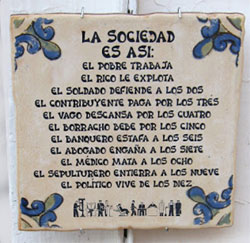 LA SOCIEDAD
ES ASI:
EL POBRE TRABAJA
EL RICO LE EXPLOTA
EL SOLDADO DEFIENDE A LOS DOS
EL CONTRIBUYENTE PAGA POR LOS TRES
EL VAGO DESCANSA POR LOS CUATRO
EL BORRACHO BEBE POR LOS CINCO
EL BANQUERO ESTAFA A LOS SEIS
EL ABOGADO ENGAÑA A LOS SIETE
EL MÉDICO MATA A LOS OCHO
EL SEPULTURERO ENTIERRA A LOS NUEVE
EL POLÍTICO VIVE DE LOS DIEZ